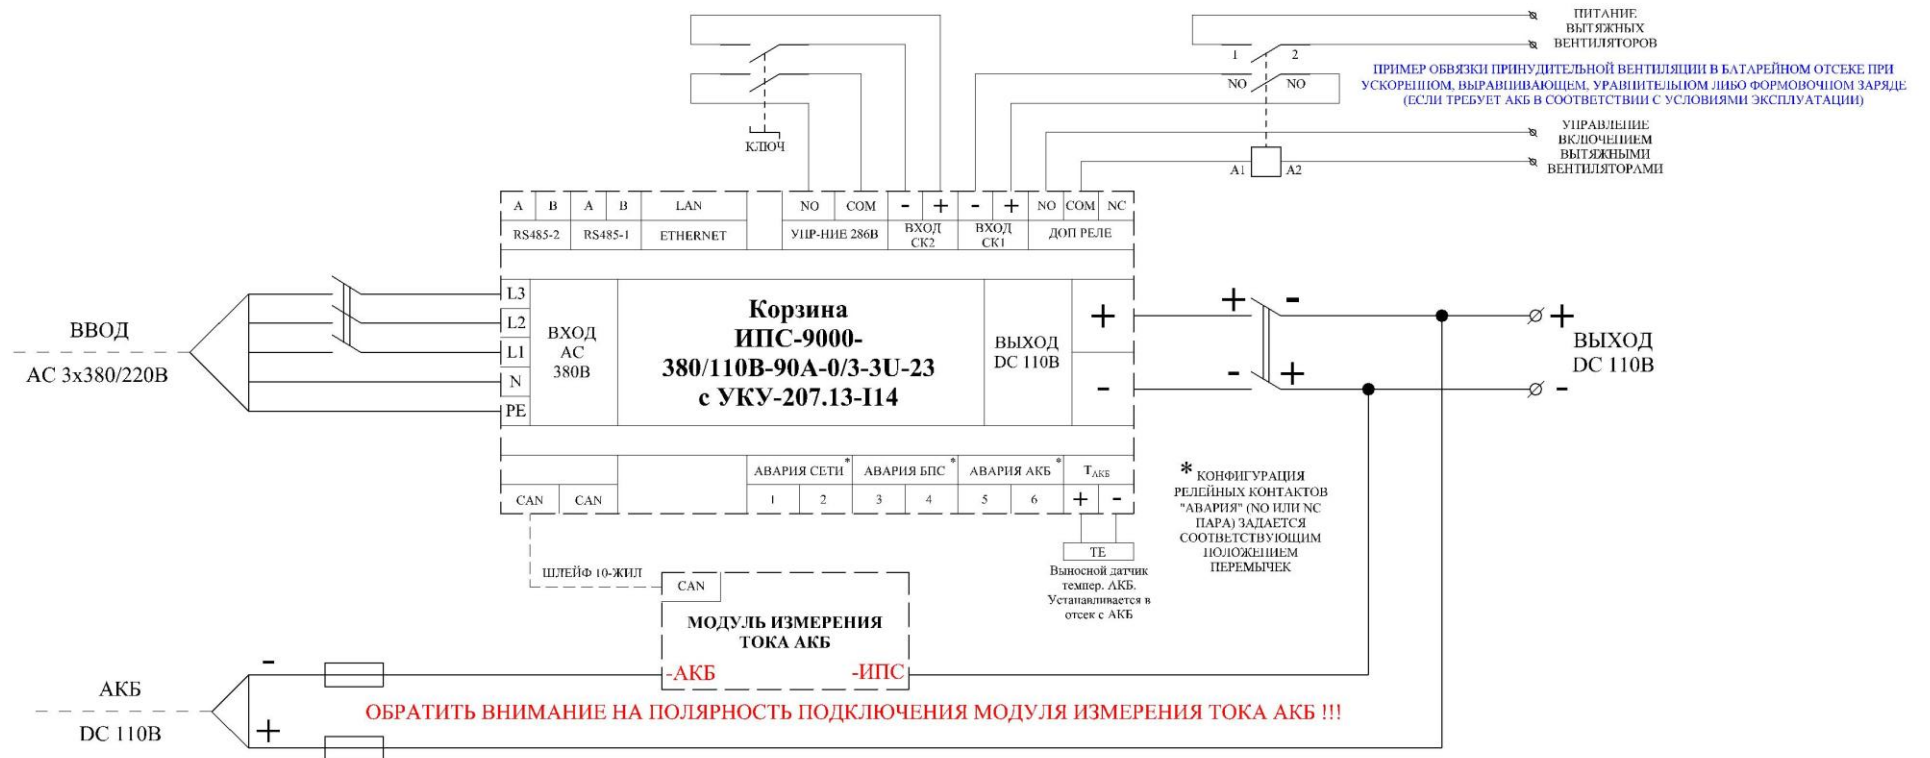 ПИТАНИЕ
ВЫТЯЖНЫХ
ВЕНТИЛЯТОРОВ
1 2
NO NO
ПРИМЕР ОБВЯЗКИ ПРИНУДИТЕЛЬНОЙ ВЕНТИЛЯЦИИ В БАТАРЕЙНОМ ОТСЕКЕ ПРИ
УСКОРЕННОМ, ВЫРАВНИВАЮЩЕМ, УРАВНИТЕЛЬНОМ ЛИБО ФОРМОВОЧНОМ ЗАРЯДЕ
(ЕСЛИ ТРЕБУЕТ АКБ В СООТВЕТСТВИИ С УСЛОВИЯМИ ЭКСПЛУАТАЦИИ)
КЛЮЧ
УПРАВЛЕНИЕ
ВКЛЮЧЕНИЕМ
ВЫТЯЖНЫМИ
ВЕНТИЛЯТОРАМИ
A1 A2
A B A B LAN NO COM - + - + NO COM NC
RS485-2 RS485-1 ETHERNET УПР-НИЕ 286В ВХОД СК2 ВХОД СК1 ДОП РЕЛЕ
ВВОД
AC 3x380/220В
L3
L2
L1
N
PE
ВХОД
AC
380В
Корзина
ИПС-9000-
380/110В-90А-0/3-3U-23
с УКУ-207.13-I14
ВЫХОД
DC 110В
+
-
+ -
- +
+
-
ВЫХОД
DC 110В
АВАРИЯ СЕТИ* АВАРИЯ БПС* АВАРИЯ АКБ* TАКБ
CAN CAN 1 2 3 4 5 6 + -
* КОНФИГУРАЦИЯ
РЕЛЕЙНЫХ КОНТАКТОВ
"АВАРИЯ" (NO ИЛИ NC
ПАРА) ЗАДАЕТСЯ
СООТВЕТСТВУЮЩИМ
ПОЛОЖЕНИЕМ
ПЕРЕМЫЧЕК
TE
Выносной датчик
темпер. АКБ.
Устанавливается в
отсек с АКБ
ШЛЕЙФ 10-ЖИЛ
CAN
МОДУЛЬ ИЗМЕРЕНИЯ
ТОКА АКБ
-АКБ -ИПС
АКБ
DC 110В
-
+
ОБРАТИТЬ ВНИМАНИЕ НА ПОЛЯРНОСТЬ ПОДКЛЮЧЕНИЯ МОДУЛЯ ИЗМЕРЕНИЯ ТОКА АКБ !!!